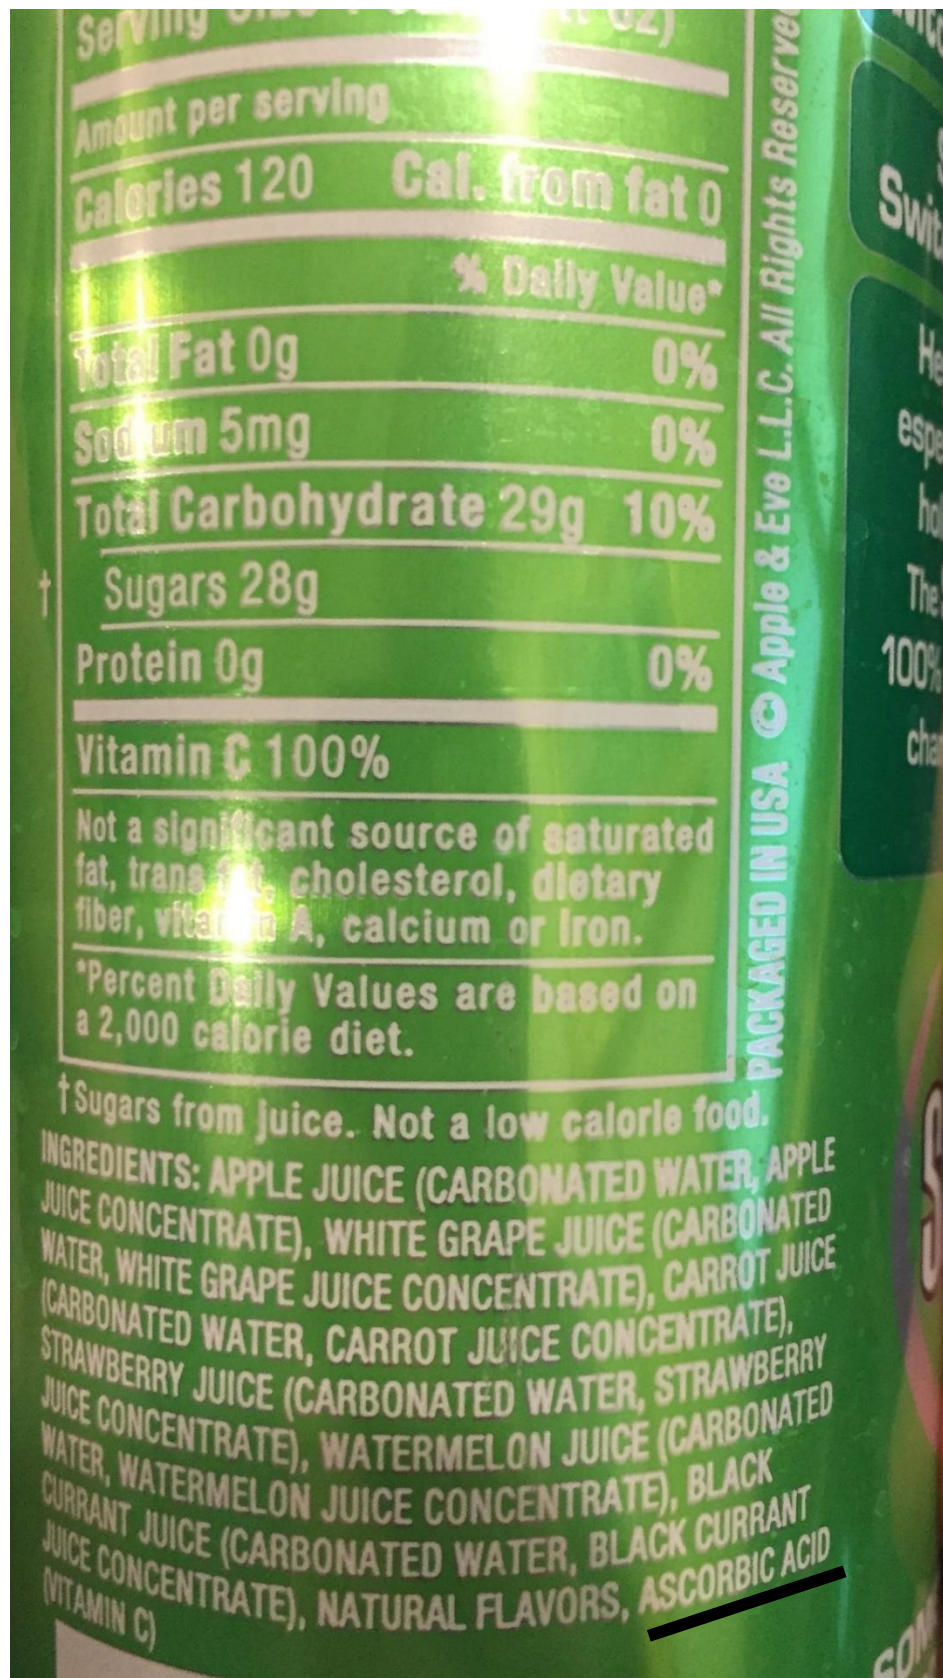 Serving
Amount per serving
Calories 120 Cal. from fat 0
% Daily Value*
Total Fat 0g 0%
Sodium 5mg 0%
Total Carbohydrate 29g 10%
† Sugars 28g
Protein 0g 0%
Vitamin C 100%
Not a significant source of saturated
fat, trans fat, cholesterol, dietary
fiber, vitamin A, calcium or Iron.
*Percent Daily Values are based on
a 2,000 calorie diet.
†Sugars from juice. Not a low calorie food.
INGREDIENTS: APPLE JUICE (CARBONATED WATER, APPLE
JUICE CONCENTRATE), WHITE GRAPE JUICE (CARBONATED
WATER, WHITE GRAPE JUICE CONCENTRATE), CARROT JUICE
(CARBONATED WATER, CARROT JUICE CONCENTRATE),
STRAWBERRY JUICE (CARBONATED WATER, STRAWBERRY
JUICE CONCENTRATE), WATERMELON JUICE (CARBONATED
WATER, WATERMELON JUICE CONCENTRATE), BLACK
CURRANT JUICE (CARBONATED WATER, BLACK CURRANT
JUICE CONCENTRATE), NATURAL FLAVORS, ASCORBIC ACID
(VITAMIN C)
PACKAGED IN USA © Apple & Eve L.L.C. All Rights Reserved
100%